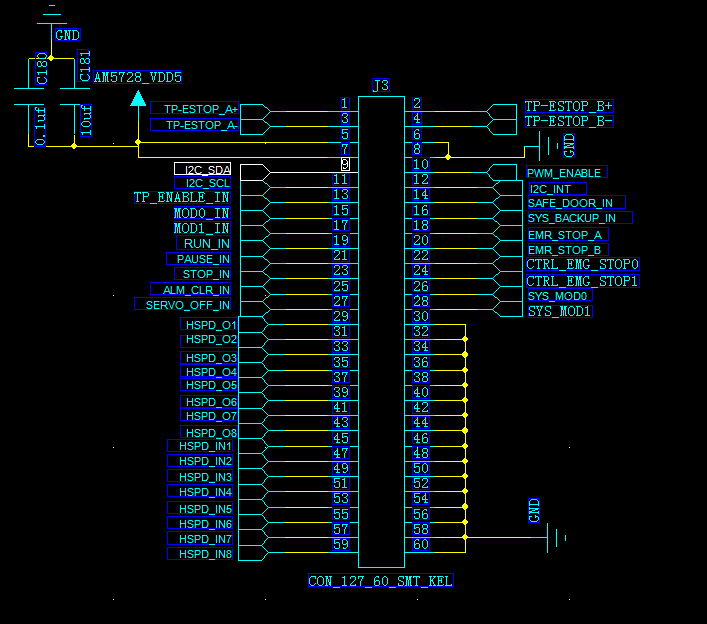 GND
C180
C181
AM5728_VDD5
0.1uf
10uf
J3
TP-ESTOP_A+ 1 2 TP-ESTOP_B+
TP-ESTOP_A- 3 4 TP-ESTOP_B-
5 6
7 8 GND
I2C_SDA 9 10 PWM_ENABLE
I2C_SCL 11 12 I2C_INT
TP_ENABLE_IN 13 14 SAFE_DOOR_IN
MOD0_IN 15 16 SYS_BACKUP_IN
MOD1_IN 17 18 EMR_STOP_A
RUN_IN 19 20 EMR_STOP_B
PAUSE_IN 21 22 CTRL_EMG_STOP0
STOP_IN 23 24 CTRL_EMG_STOP1
ALM_CLR_IN 25 26 SYS_MOD0
SERVO_OFF_IN 27 28 SYS_MOD1
HSPD_O1 29 30
HSPD_O2 31 32
HSPD_O3 33 34
HSPD_O4 35 36
HSPD_O5 37 38
HSPD_O6 39 40
HSPD_O7 41 42
HSPD_O8 43 44
HSPD_IN1 45 46
HSPD_IN2 47 48
HSPD_IN3 49 50
HSPD_IN4 51 52
HSPD_IN5 53 54
HSPD_IN6 55 56
HSPD_IN7 57 58
HSPD_IN8 59 60
GND
CON_127_60_SMT_KEL